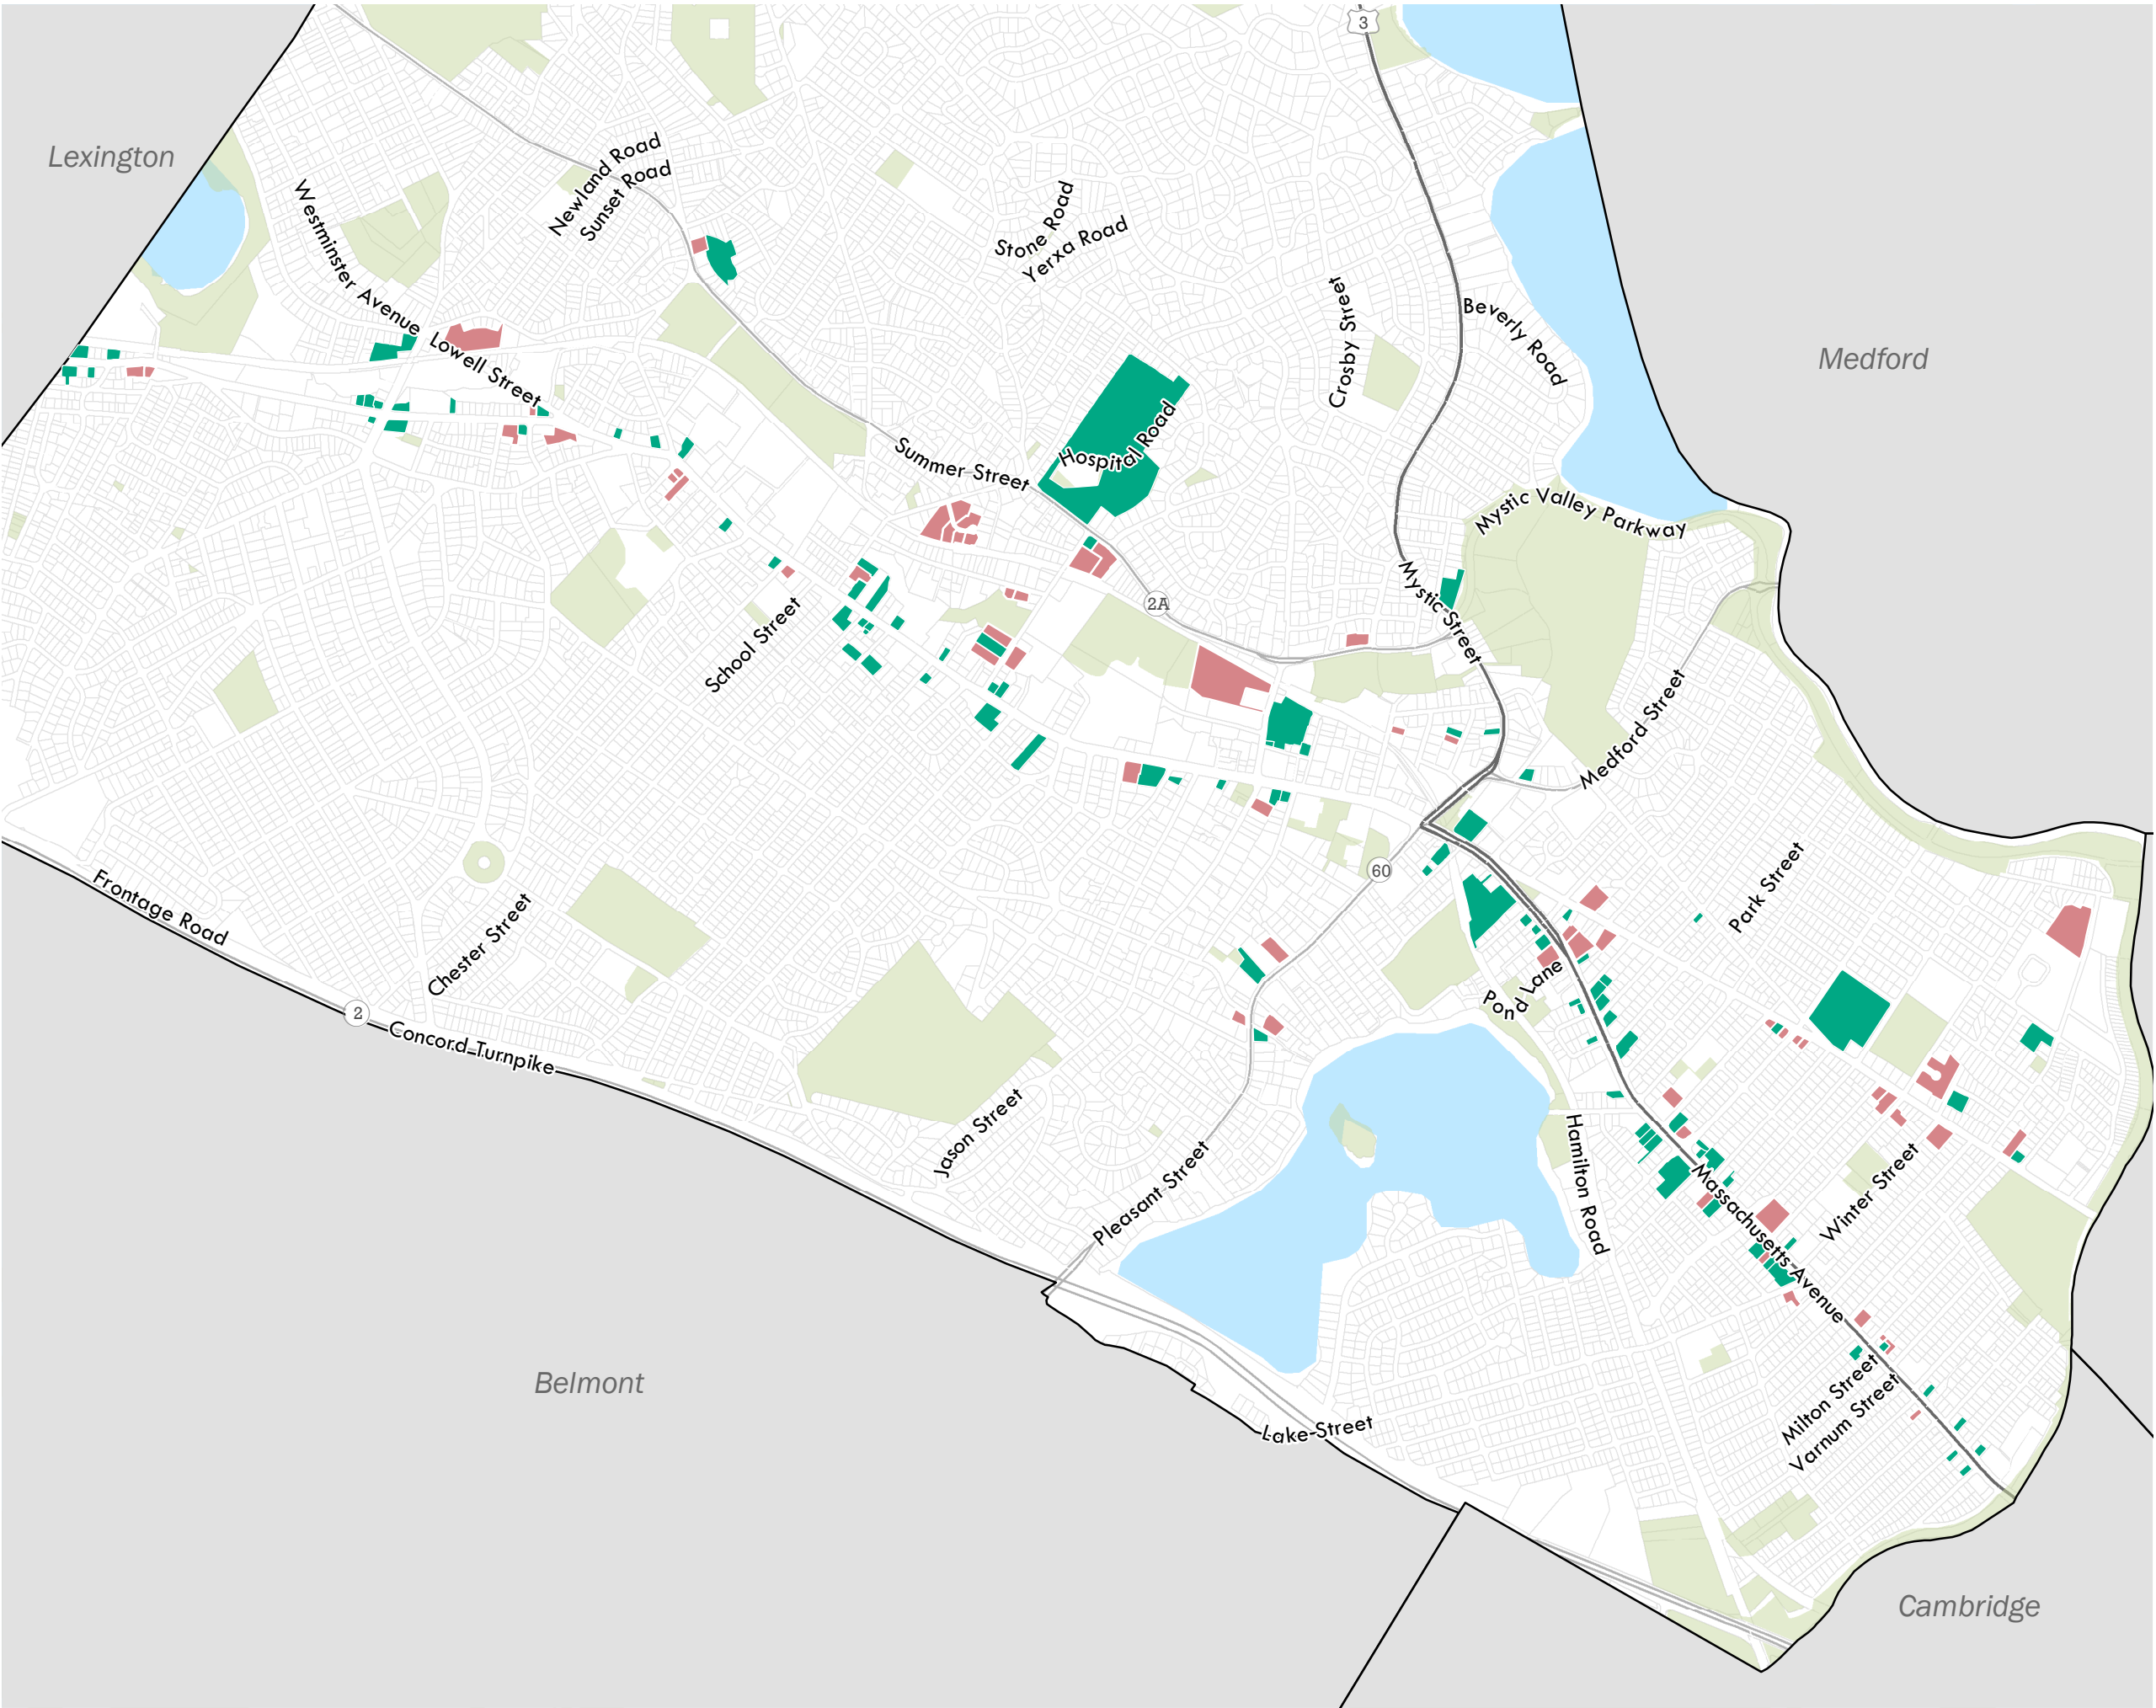 3
Lexington
Newland Road
Sunset Road
Westminster Avenue
Stone Road
Yerxa Road
Crosby Street
Beverly Road
Medford
Lowell Street
Hospital Road
Summer Street
Mystic Valley Parkway
Mystic Street
2A
School Street
Medford Street
60
Park Street
Frontage Road
Chester Street
Pond Lane
2
Concord Turnpike
Jason Street
Pleasant Street
Hamilton Road
Massachusetts Avenue
Winter Street
Belmont
Lake Street
Milton Street
Varnum Street
Cambridge